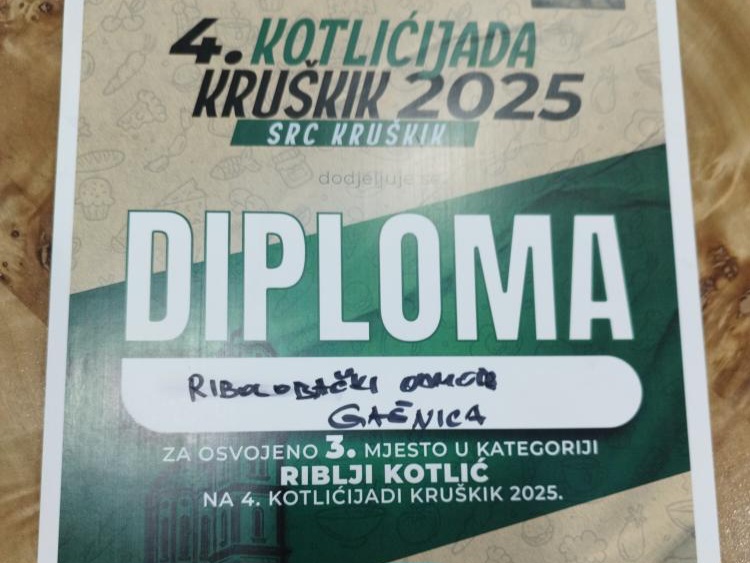 4. KOTLIĆIJADA
KRUŠKIK 2025
SRC KRUŠKIK
dodjeljuje se
DIPLOMA
RIBOLOVAČKI ODMOR
GAĆNICA
ZA OSVOJENO 3. MJESTO U KATEGORIJI
RIBLJI KOTLIĆ
NA 4. KOTLIĆIJADI KRUŠKIK 2025.